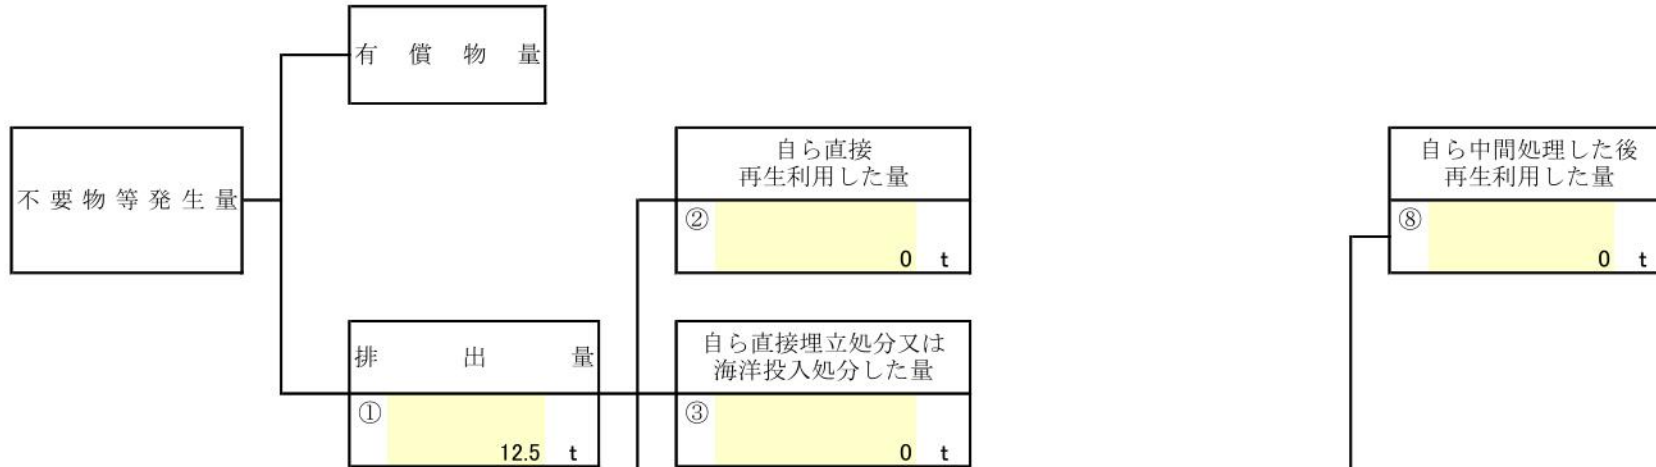 有償物量
不要物等発生量
自ら直接
再生利用した量
② 0 t
自ら中間処理した後
再生利用した量
⑧ 0 t
排出量
① 12.5 t
自ら直接埋立処分又は
海洋投入処分した量
③ 0 t